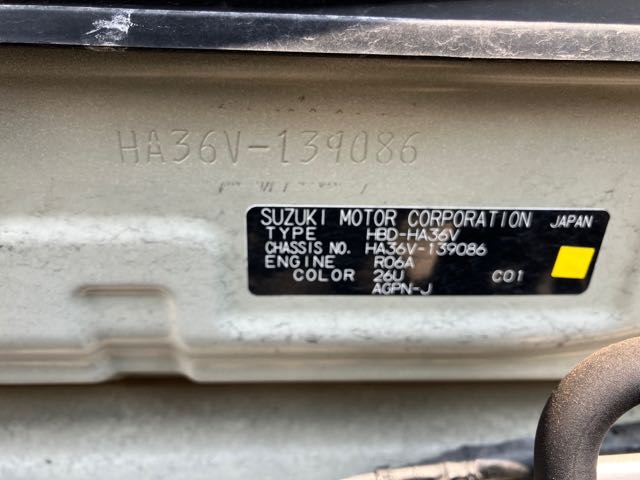 HA36V-139086
SUZUKI MOTOR CORPORATION JAPAN
TYPE HBD-HA36V
CHASSIS NO. HA36V-139086
ENGINE R06A
COLOR 26U C01
AGPN-J